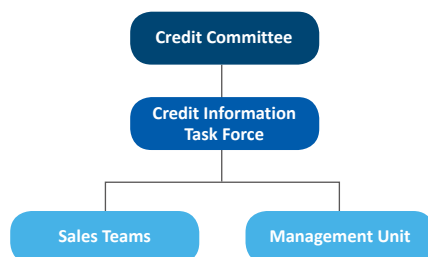 Credit Committee
Credit Information
Task Force
Sales Teams
Management Unit